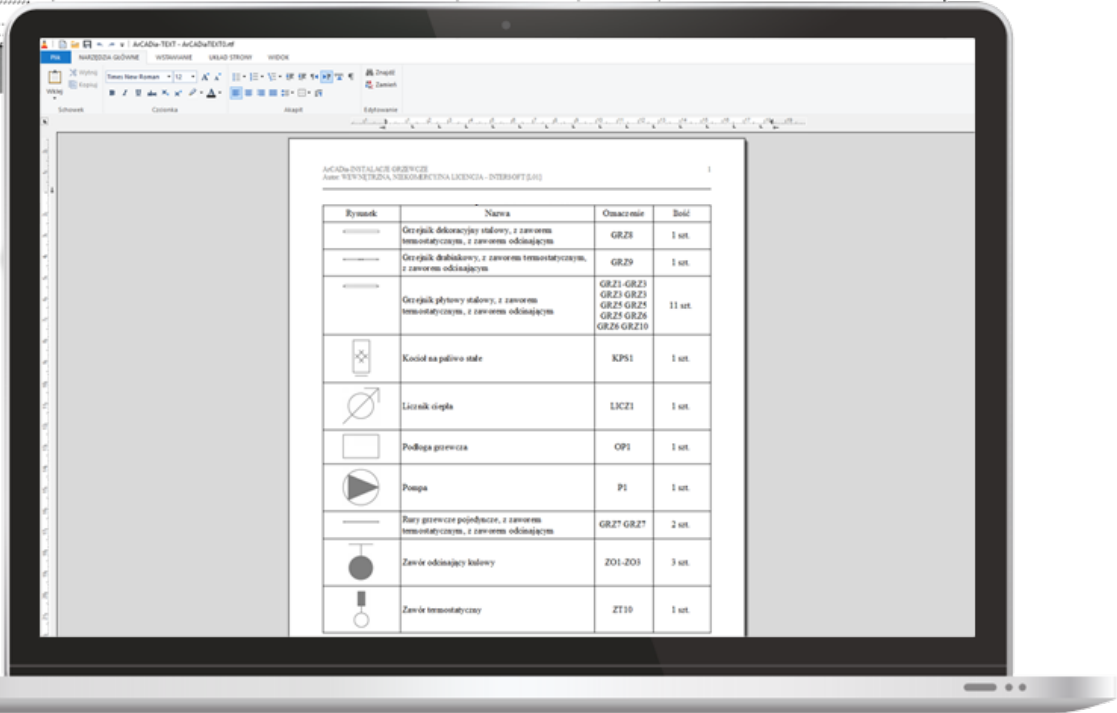 ArCADia-TEXT - ArCADiaTEXT0.rtf
Plik NARZĘDZIA GŁÓWNE WSTAWIANIE UKŁAD STRONY WIDOK
Wytnij
Kopiuj
Wklej
Times New Roman 12
Znajdź
Zamień
Schowek Czcionka Akapit Edytowanie
ArCADia-INSTALACJE GRZEWCZE 1
Autor: WEWNĘTRZNA, NIEKOMERCYJNA LICENCJA - INTERSOFT [L01]
Rysunek Nazwa Oznaczenie Ilość
Grzejnik dekoracyjny stalowy, z zaworem
termostatycznym, z zaworem odcinającym
GRZ8 1 szt.
Grzejnik drabinkowy, z zaworem termostatycznym,
z zaworem odcinającym
GRZ9 1 szt.
Grzejnik płytowy stalowy, z zaworem
termostatycznym, z zaworem odcinającym
GRZ1-GRZ3
GRZ3 GRZ3
GRZ5 GRZ5
GRZ5 GRZ6
GRZ6 GRZ10
11 szt.
Kocioł na paliwo stałe KPS1 1 szt.
Licznik ciepła LICZ1 1 szt.
Podłoga grzewcza OP1 1 szt.
Pompa P1 1 szt.
Rury grzewcze pojedyncze, z zaworem
termostatycznym, z zaworem odcinającym
GRZ7 GRZ7 2 szt.
Zawór odcinający kulowy ZO1-ZO3 3 szt.
Zawór termostatyczny ZT10 1 szt.